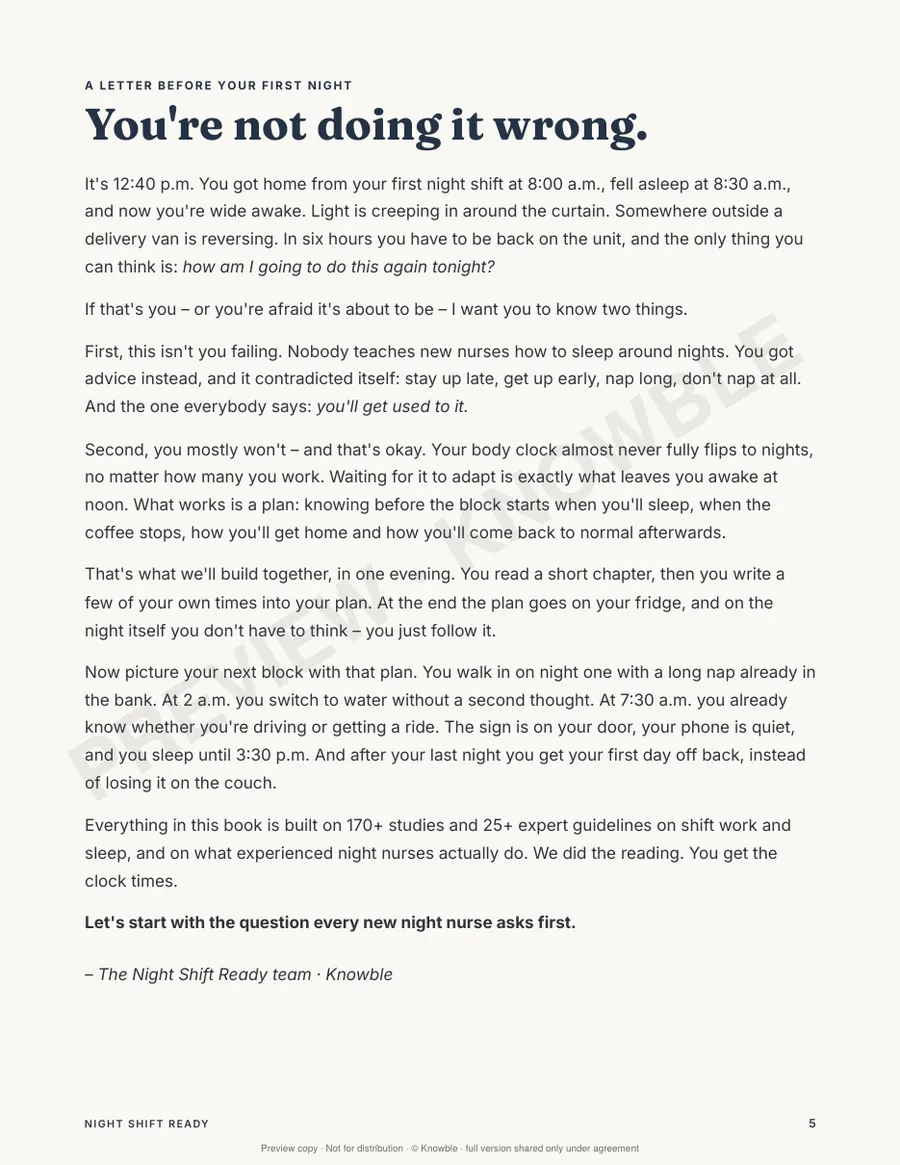 A LETTER BEFORE YOUR FIRST NIGHT
You're not doing it wrong.
It's 12:40 p.m. You got home from your first night shift at 8:00 a.m., fell asleep at 8:30 a.m.,
and now you're wide awake. Light is creeping in around the curtain. Somewhere outside a
delivery van is reversing. In six hours you have to be back on the unit, and the only thing you
can think is: how am I going to do this again tonight?
If that's you – or you're afraid it's about to be – I want you to know two things.
First, this isn't you failing. Nobody teaches new nurses how to sleep around nights. You got
advice instead, and it contradicted itself: stay up late, get up early, nap long, don't nap at all.
And the one everybody says: you'll get used to it.
Second, you mostly won't – and that's okay. Your body clock almost never fully flips to nights,
no matter how many you work. Waiting for it to adapt is exactly what leaves you awake at
noon. What works is a plan: knowing before the block starts when you'll sleep, when the
coffee stops, how you'll get home and how you'll come back to normal afterwards.
That's what we'll build together, in one evening. You read a short chapter, then you write a
few of your own times into your plan. At the end the plan goes on your fridge, and on the
night itself you don't have to think – you just follow it.
Now picture your next block with that plan. You walk in on night one with a long nap already in
the bank. At 2 a.m. you switch to water without a second thought. At 7:30 a.m. you already
know whether you're driving or getting a ride. The sign is on your door, your phone is quiet,
and you sleep until 3:30 p.m. And after your last night you get your first day off back, instead
of losing it on the couch.
Everything in this book is built on 170+ studies and 25+ expert guidelines on shift work and
sleep, and on what experienced night nurses actually do. We did the reading. You get the
clock times.
Let's start with the question every new night nurse asks first.
– The Night Shift Ready team · Knowble
PREVIEW · KNOWBLE
NIGHT SHIFT READY 5
Preview copy · Not for distribution · © Knowble · full version shared only under agreement